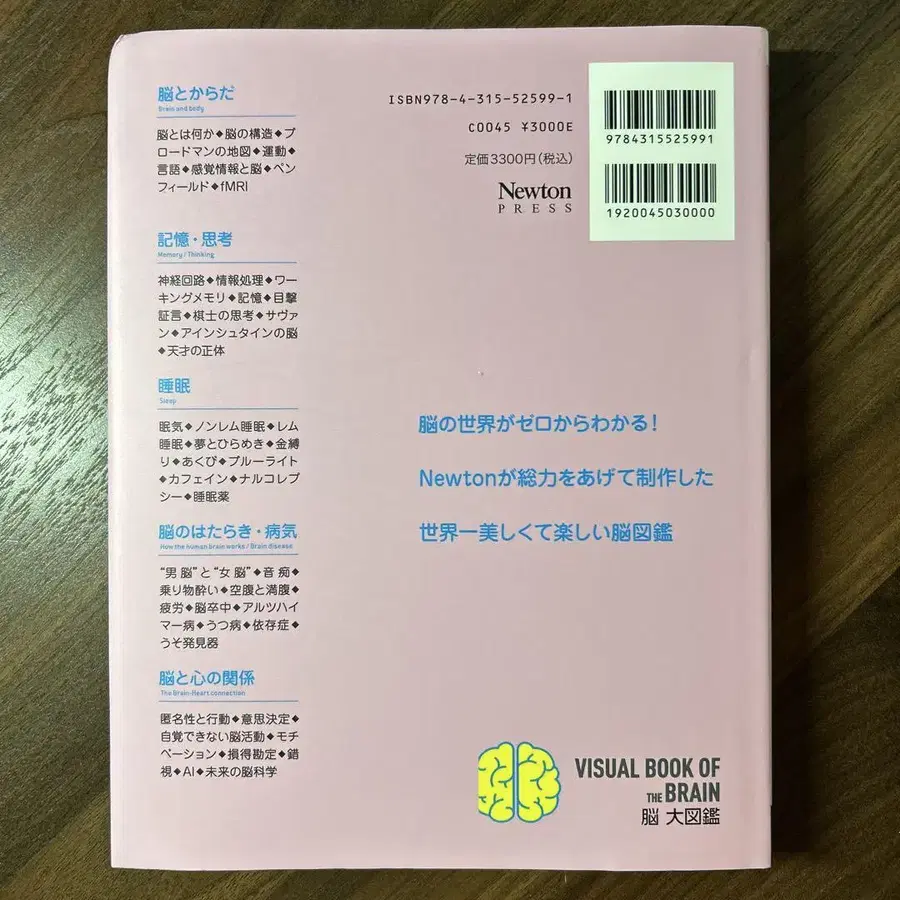 脳とからだ
Brain and body
脳とは何か◆脳の構造◆ブ
ロードマンの地図◆運動◆
言語◆感覚情報と脳◆ペン
フィールド◆fMRI
記憶・思考
Memory / Thinking
神経回路◆情報処理◆ワー
キングメモリ◆記憶◆目撃
証言◆棋士の思考◆サヴァ
ン◆アインシュタインの脳
◆天才の正体
睡眠
Sleep
眠気◆ノンレム睡眠◆レム
睡眠◆夢とひらめき◆金縛
り◆あくび◆ブルーライト
◆カフェイン◆ナルコレプ
シー◆睡眠薬
脳のはたらき・病気
How the human brain works / Brain disease
“男脳”と“女脳”◆音痴◆
乗り物酔い◆空腹と満腹◆
疲労◆脳卒中◆アルツハイ
マー病◆うつ病◆依存症◆
うそ発見器
脳と心の関係
The Brain-Heart connection
匿名性と行動◆意思決定◆
自覚できない脳活動◆モチ
ベーション◆損得勘定◆錯
視◆AI◆未来の脳科学
ISBN978-4-315-52599-1
C0045 ¥3000E
定価3300円(税込)
Newton
PRESS
9784315525991
1920045030000
脳の世界がゼロからわかる!
Newtonが総力をあげて制作した
世界一美しくて楽しい脳図鑑
VISUAL BOOK OF
THE BRAIN
脳 大図鑑